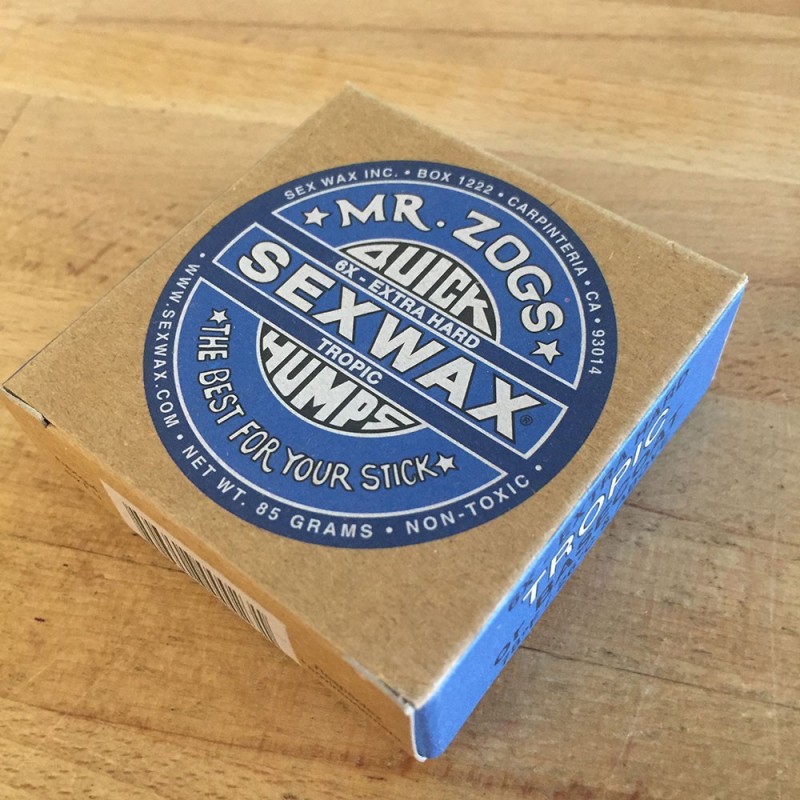 SEX WAX INC. • BOX 1222 • CARPINTERIA • CA • 93014
★ MR. ZOGS ★
QUICK
6X - EXTRA HARD
SEXWAX®
TROPIC
HUMPS
★THE BEST FOR YOUR STICK★
• WWW.SEXWAX.COM • NET WT. 85 GRAMS • NON-TOXIC •
TROPIC